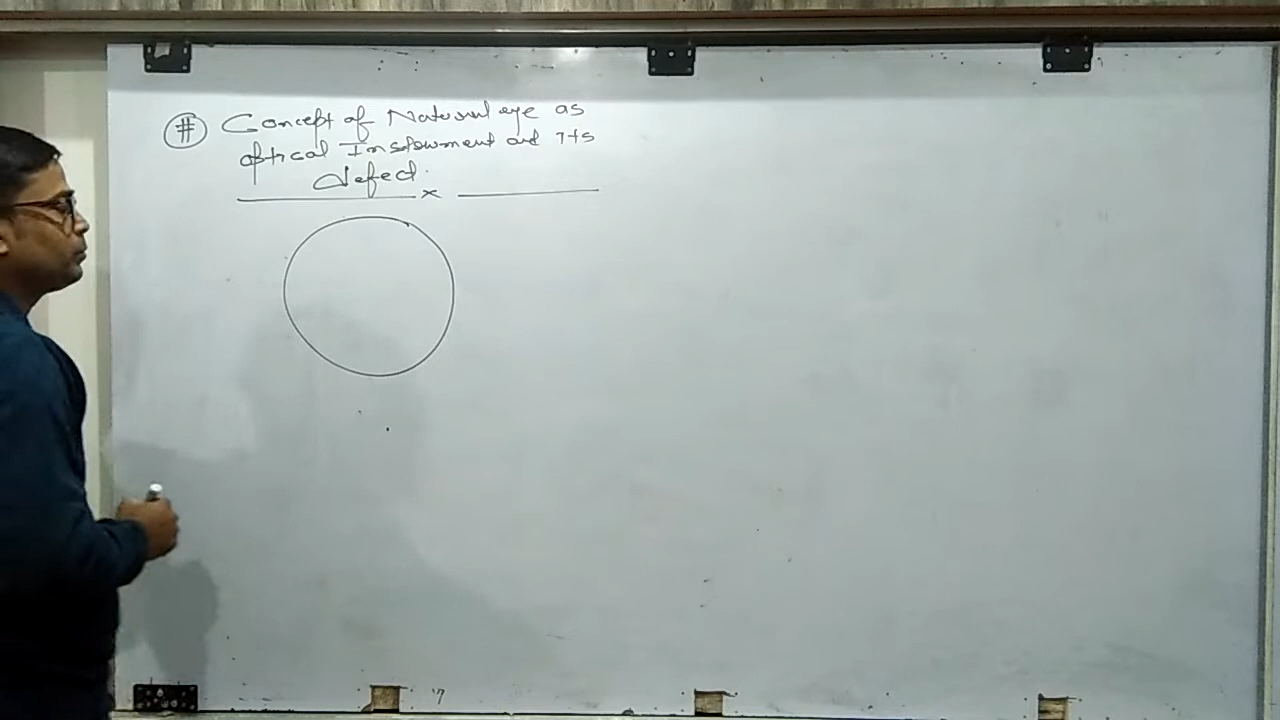 # Concept of Natural eye as
optical Instrument and Its
defect.